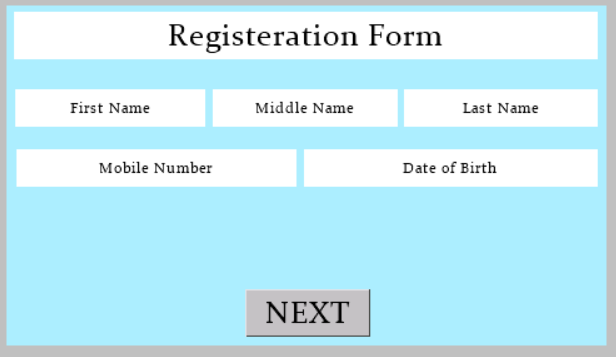 Registeration Form
First Name Middle Name Last Name
Mobile Number Date of Birth
NEXT